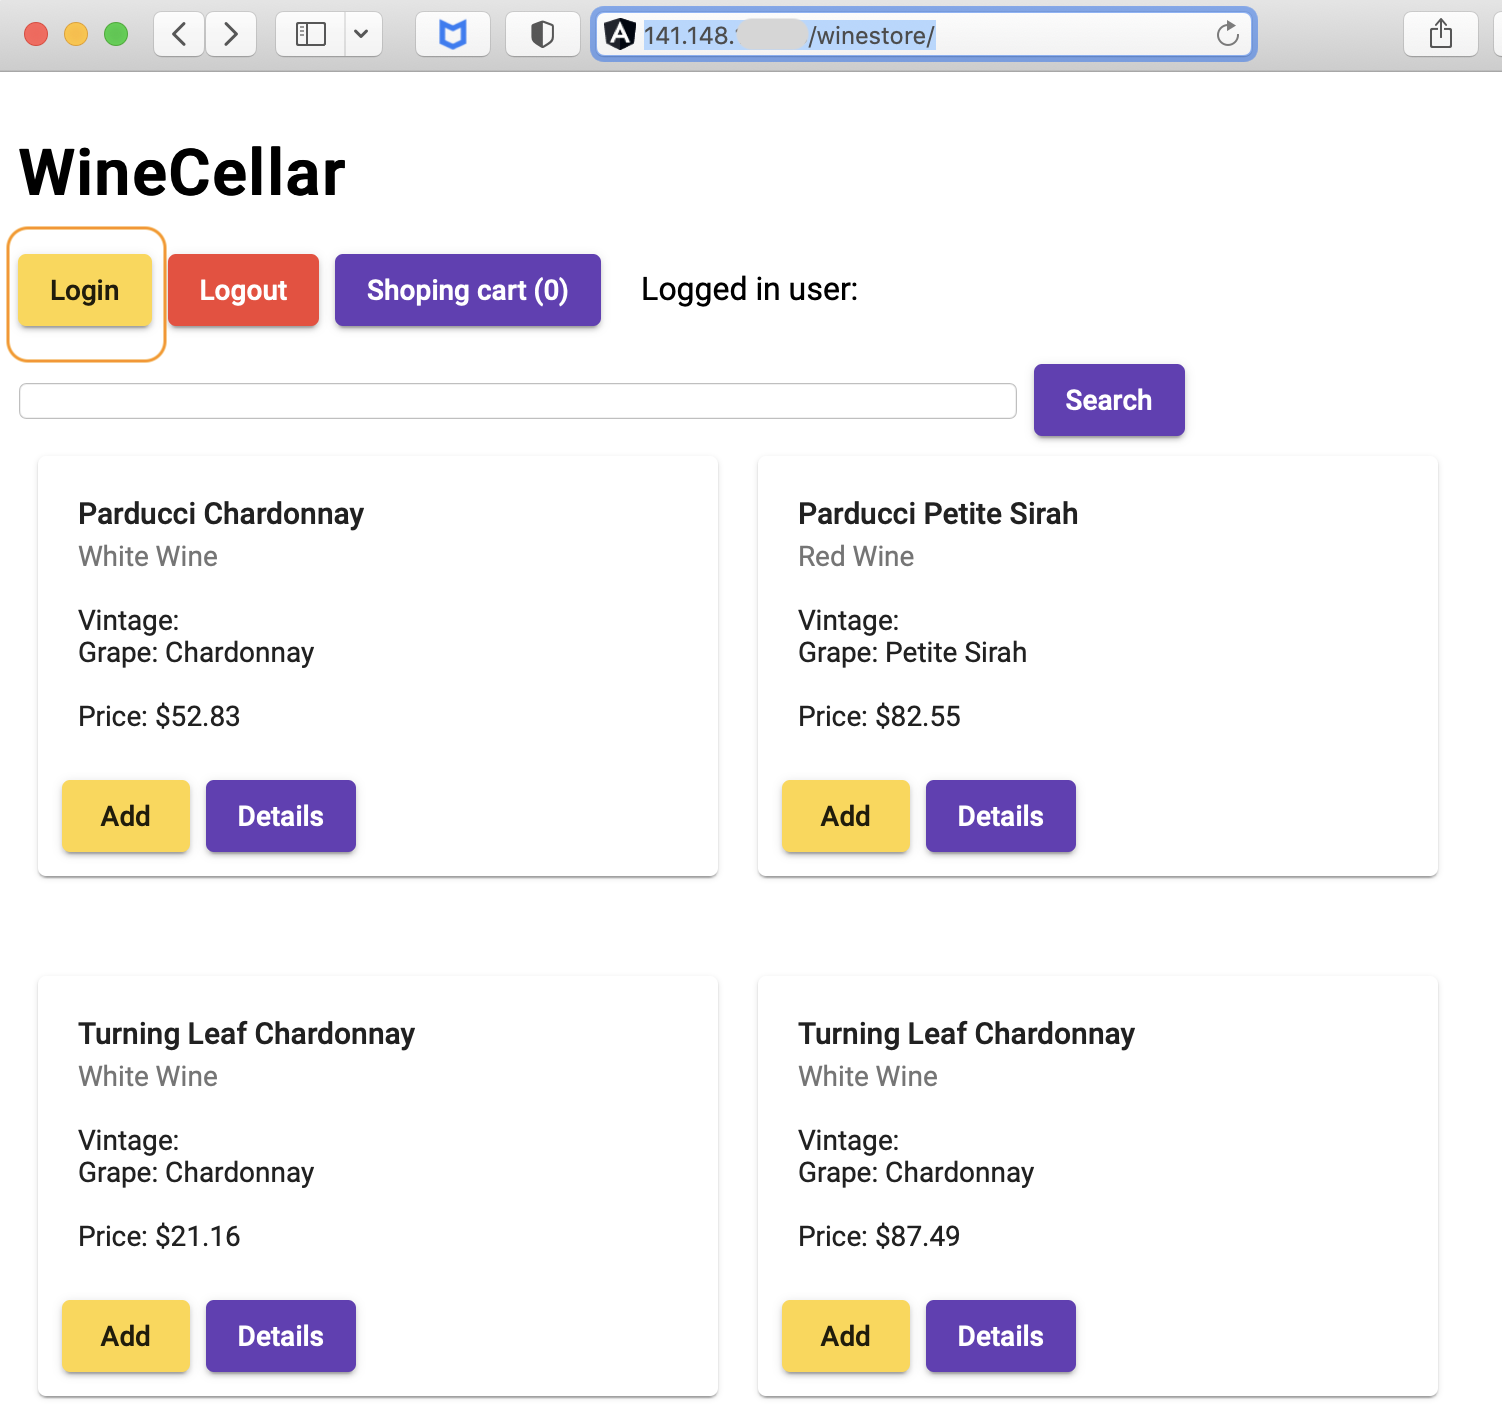 141.148. /winestore/
WineCellar
Login Logout Shoping cart (0) Logged in user:
Search
Parducci Chardonnay
White Wine
Vintage:
Grape: Chardonnay
Price: $52.83
Add Details
Parducci Petite Sirah
Red Wine
Vintage:
Grape: Petite Sirah
Price: $82.55
Add Details
Turning Leaf Chardonnay
White Wine
Vintage:
Grape: Chardonnay
Price: $21.16
Add Details
Turning Leaf Chardonnay
White Wine
Vintage:
Grape: Chardonnay
Price: $87.49
Add Details